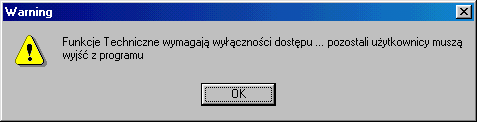 Warning
Funkcje Techniczne wymagają wyłączności dostępu ... pozostali użytkownicy muszą
wyjść z programu
OK